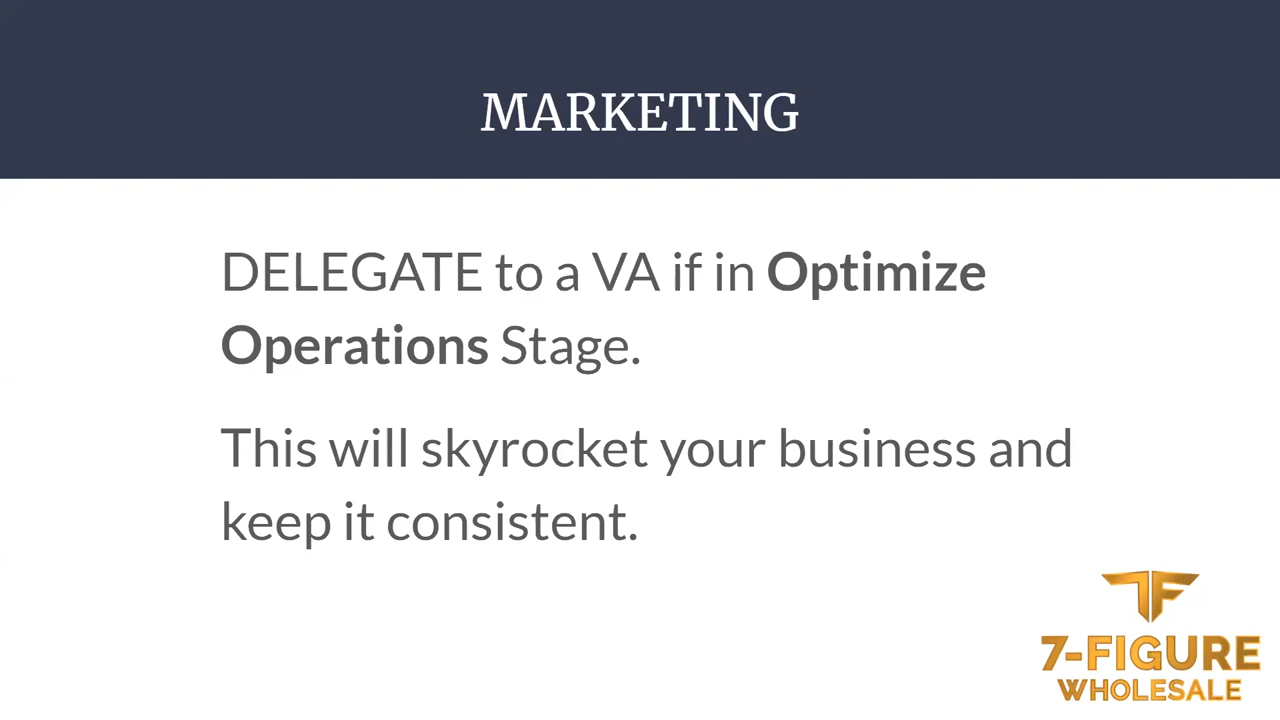 MARKETING
DELEGATE to a VA if in Optimize
Operations Stage.
This will skyrocket your business and
keep it consistent.
7F
7-FIGURE
WHOLESALE